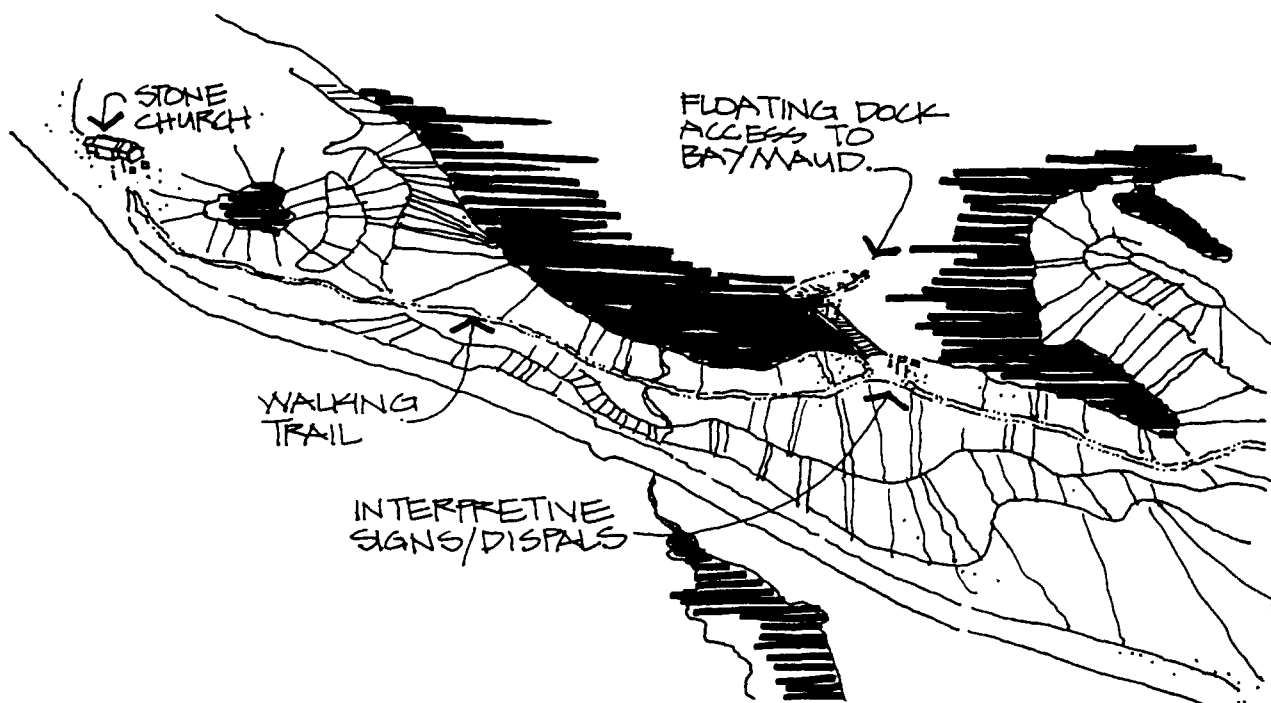 STONE
CHURCH
FLOATING DOCK
ACCESS TO
BAYMAUD.
WALKING
TRAIL
INTERPRETIVE
SIGNS/DISPALS